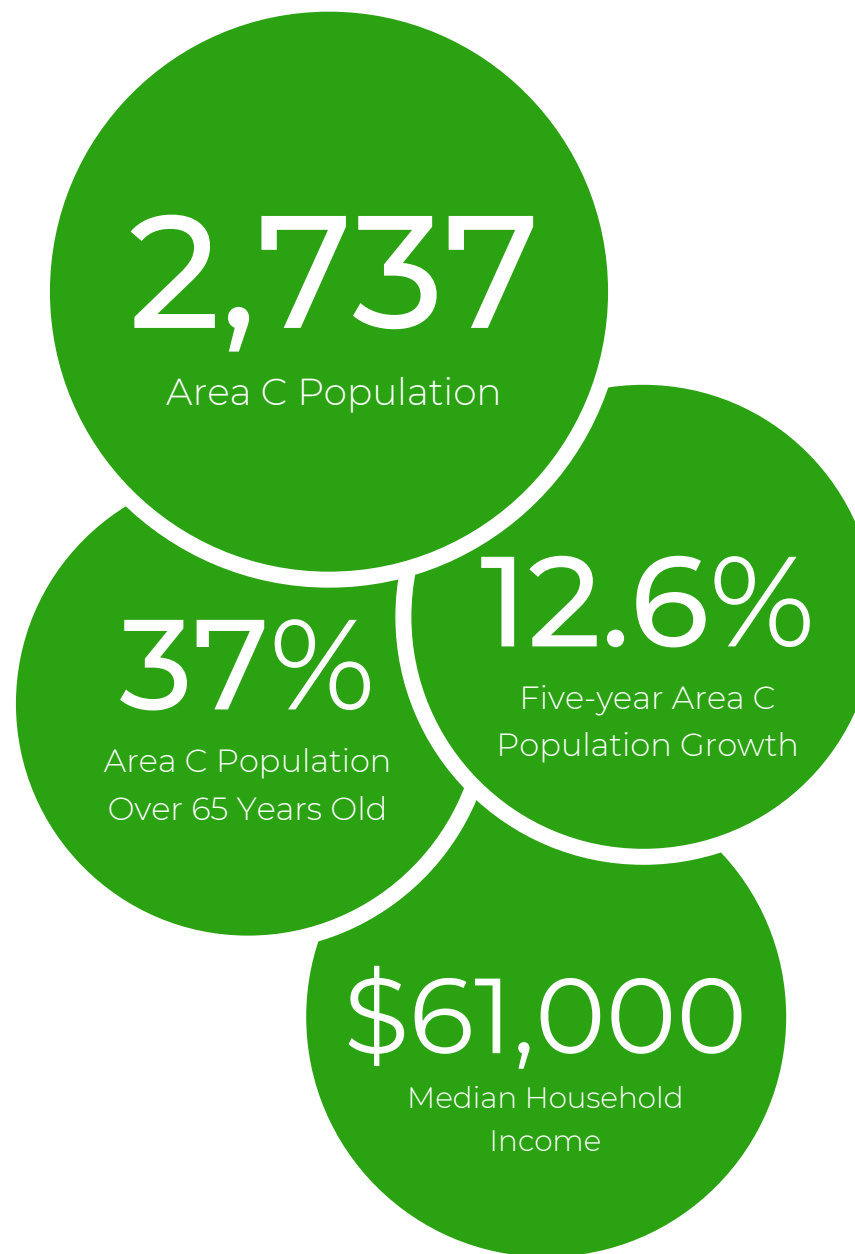 2,737
Area C Population
12.6%
Five-year Area C
Population Growth
37%
Area C Population
Over 65 Years Old
$61,000
Median Household
Income